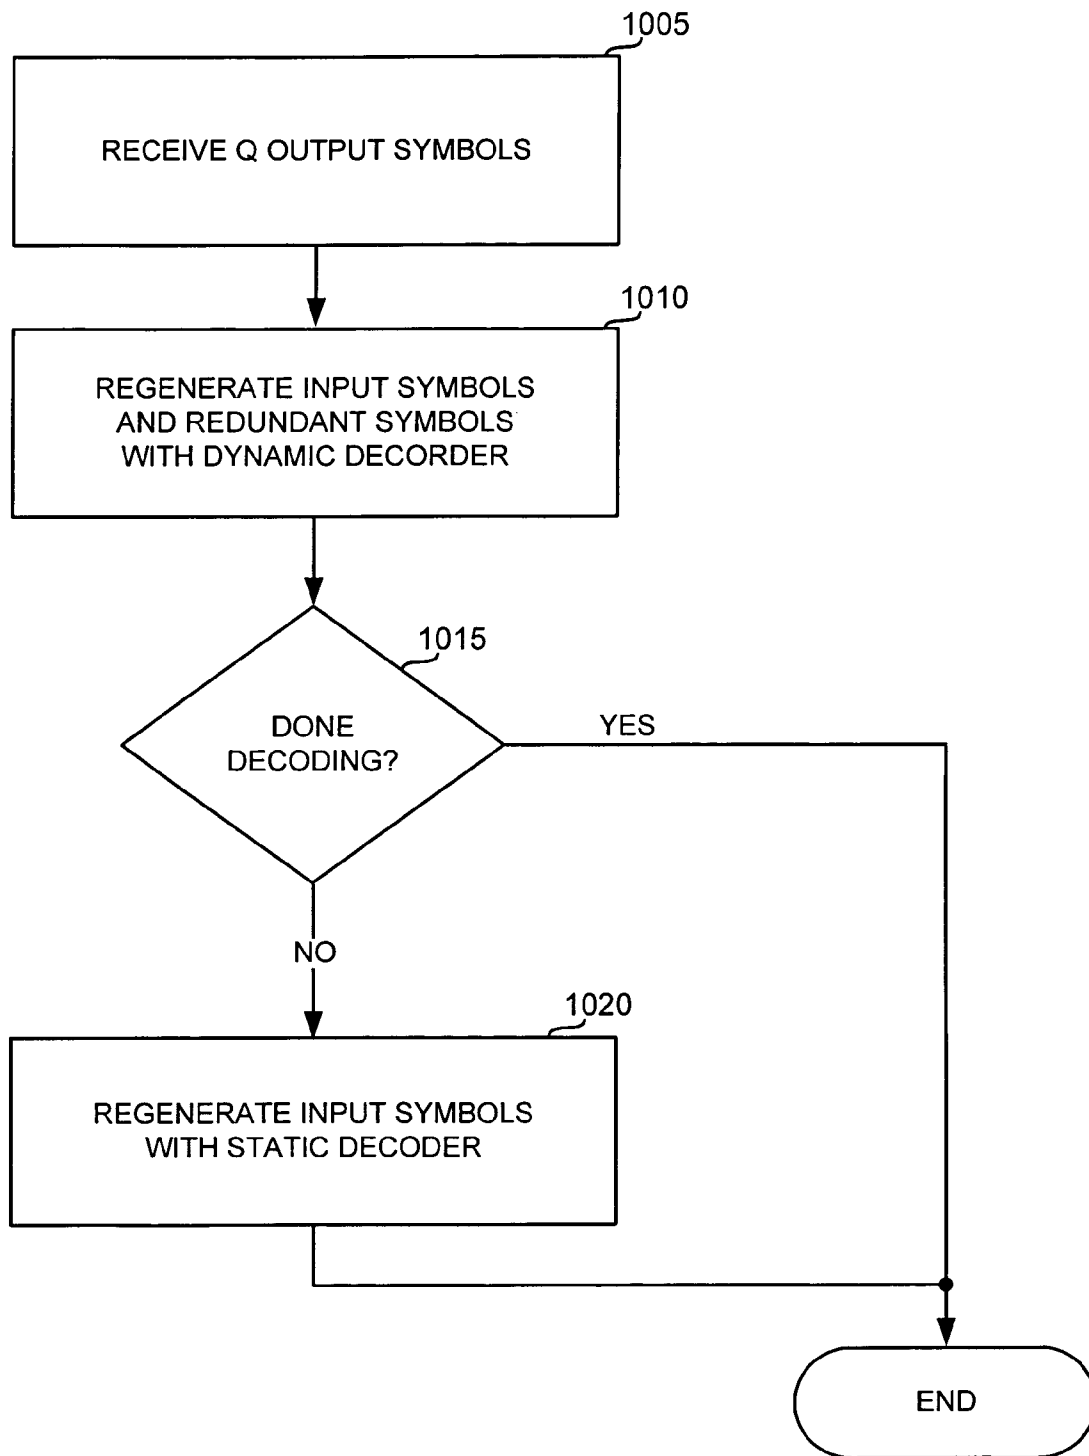 1005
RECEIVE Q OUTPUT SYMBOLS
1010
REGENERATE INPUT SYMBOLS
AND REDUNDANT SYMBOLS
WITH DYNAMIC DECORDER
1015
DONE
DECODING?
YES
NO
1020
REGENERATE INPUT SYMBOLS
WITH STATIC DECODER
END